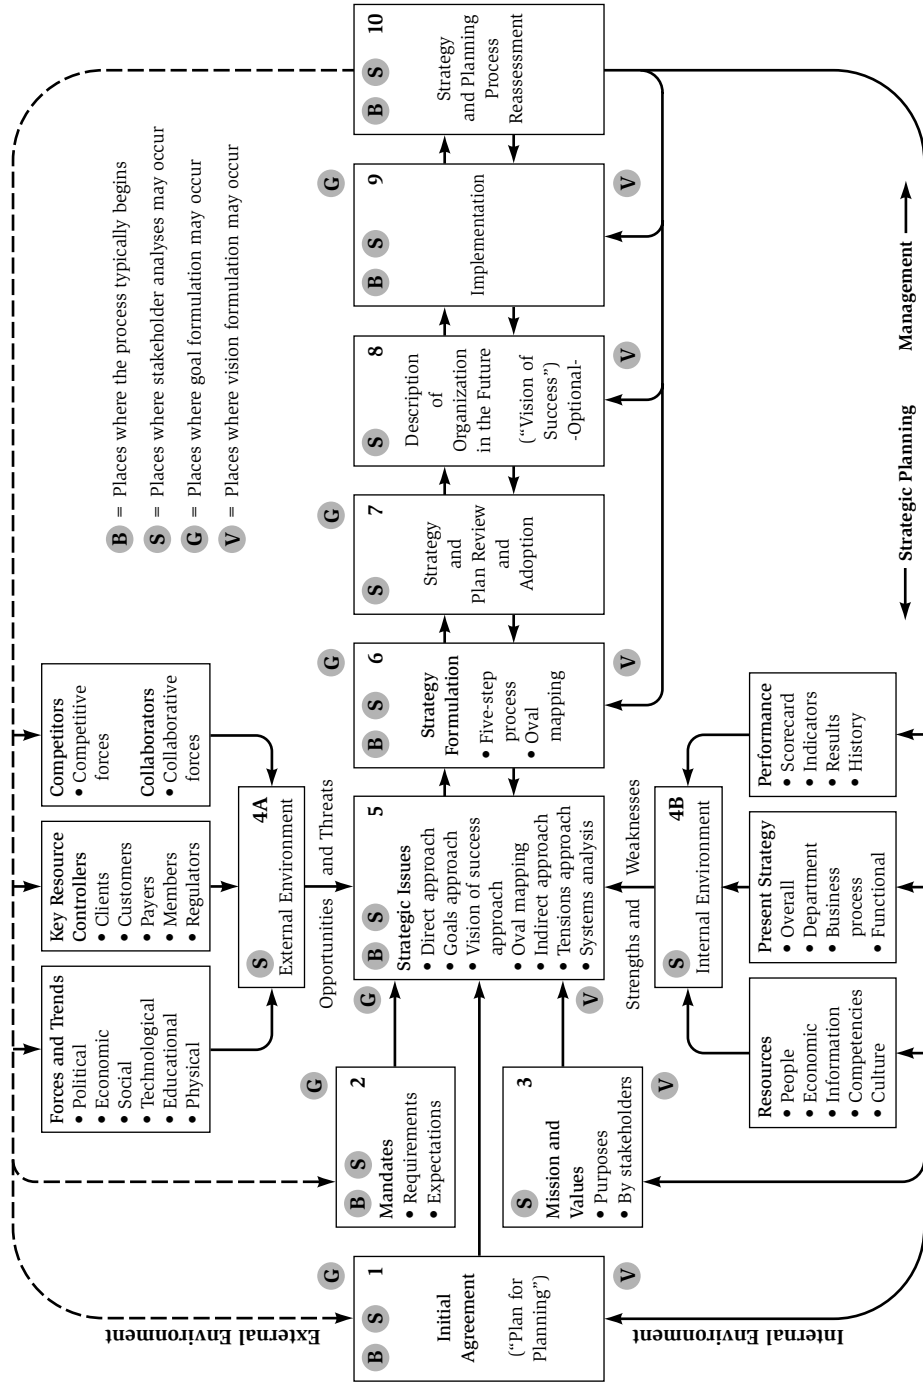 External Environment
Internal Environment
B S 1
Initial
Agreement
(“Plan for
Planning”)
G
V
B S 2
Mandates
• Requirements
• Expectations
G
S 3
Mission and
Values
• Purposes
• By stakeholders
V
Forces and Trends
• Political
• Economic
• Social
• Technological
• Educational
• Physical
Key Resource
Controllers
• Clients
• Customers
• Payers
• Members
• Regulators
Competitors
• Competitive
forces
Collaborators
• Collaborative
forces
S 4A
External Environment
Opportunities and Threats
G
B S 5
Strategic Issues
• Direct approach
• Goals approach
• Vision of success
approach
• Oval mapping
• Indirect approach
• Tensions approach
• Systems analysis
V
Strengths and Weaknesses
S 4B
Internal Environment
Resources
• People
• Economic
• Information
• Competencies
• Culture
Present Strategy
• Overall
• Department
• Business
process
• Functional
Performance
• Scorecard
• Indicators
• Results
• History
G
B S 6
Strategy
Formulation
• Five-step
process
• Oval
mapping
V
G
S 7
Strategy
and
Plan Review
and
Adoption
S 8
Description
of
Organization
in the Future
(“Vision of
Success”)
-Optional-
V
G
B S 9
Implementation
V
B S 10
Strategy
and Planning
Process
Reassessment
B = Places where the process typically begins
S = Places where stakeholder analyses may occur
G = Places where goal formulation may occur
V = Places where vision formulation may occur
Strategic Planning
Management